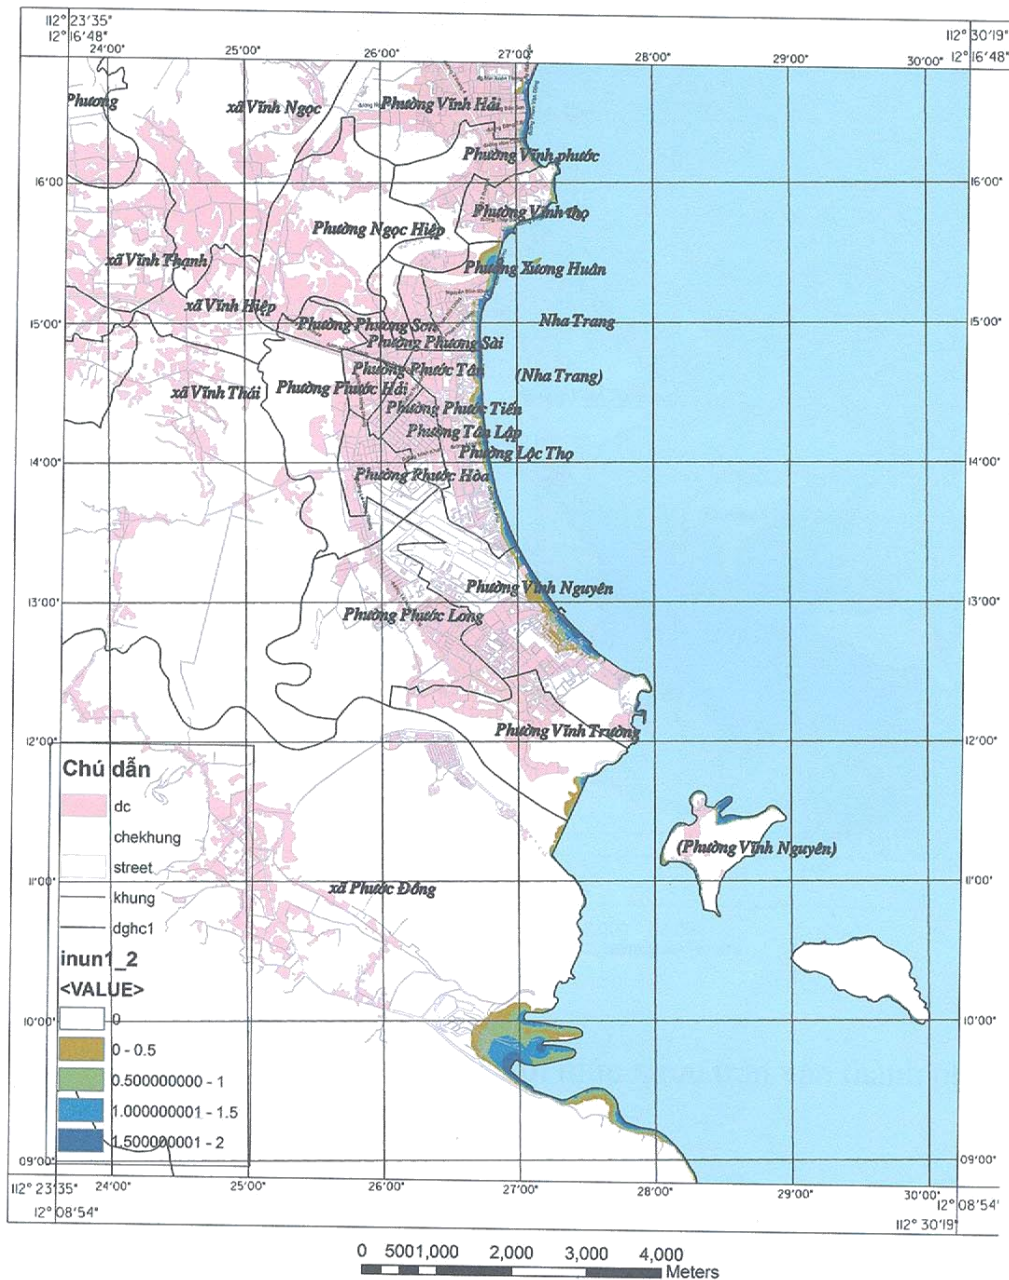 112° 23'35" 112° 30'19"
12° 16'48" 12° 16'48"
24'00" 25'00" 26'00" 27'00" 28'00" 29'00" 30'00"
Phương
xã Vĩnh Ngọc
Phường Vĩnh Hải
Phường Vĩnh phước
16'00" 16'00"
Phường Vĩnh thọ
Phường Ngọc Hiệp
xã Vĩnh Thạnh
Phường Xương Huân
xã Vĩnh Hiệp
15'00" 15'00"
Phường Phương Sơn
Nha Trang
Phường Phương Sài
Phường Phước Tân
(Nha Trang)
xã Vĩnh Thái
Phường Phước Hải
Phường Phước Tiến
Phường Tân Lập
Phường Lộc Thọ
14'00" 14'00"
Phường Phước Hòa
Phường Vĩnh Nguyên
13'00" 13'00"
Phường Phước Long
Phường Vĩnh Trường
12'00" 12'00"
Chú dẫn
dc
chekhung
street
khung
dghc1
inun1_2
<VALUE>
0
0 - 0.5
0.500000000 - 1
1.000000001 - 1.5
1.500000001 - 2
(Phường Vĩnh Nguyên)
11'00" 11'00"
xã Phước Đồng
10'00" 10'00"
09'00" 09'00"
24'00" 25'00" 26'00" 27'00" 28'00" 29'00" 30'00"
112° 23'35" 12° 08'54"
12° 08'54" 112° 30'19"
0 500 1,000 2,000 3,000 4,000
Meters